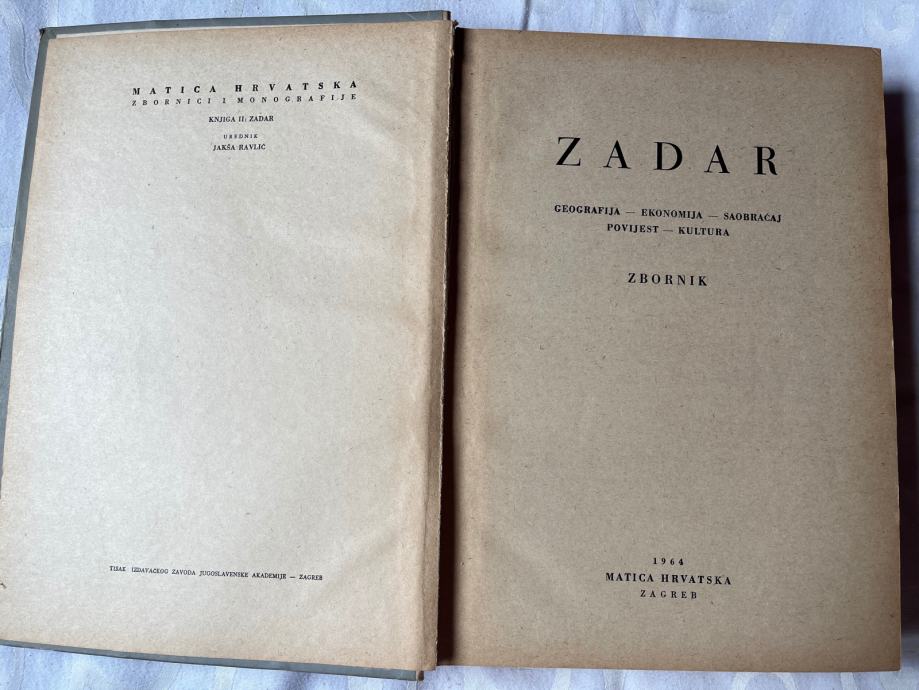 MATICA HRVATSKA
ZBORNICI I MONOGRAFIJE
KNJIGA II: ZADAR
UREDNIK
JAKŠA RAVLIĆ
TISAK IZDAVAČKOG ZAVODA JUGOSLAVENSKE AKADEMIJE — ZAGREB
ZADAR
GEOGRAFIJA — EKONOMIJA — SAOBRAĆAJ
POVIJEST — KULTURA
ZBORNIK
1964
MATICA HRVATSKA
ZAGREB